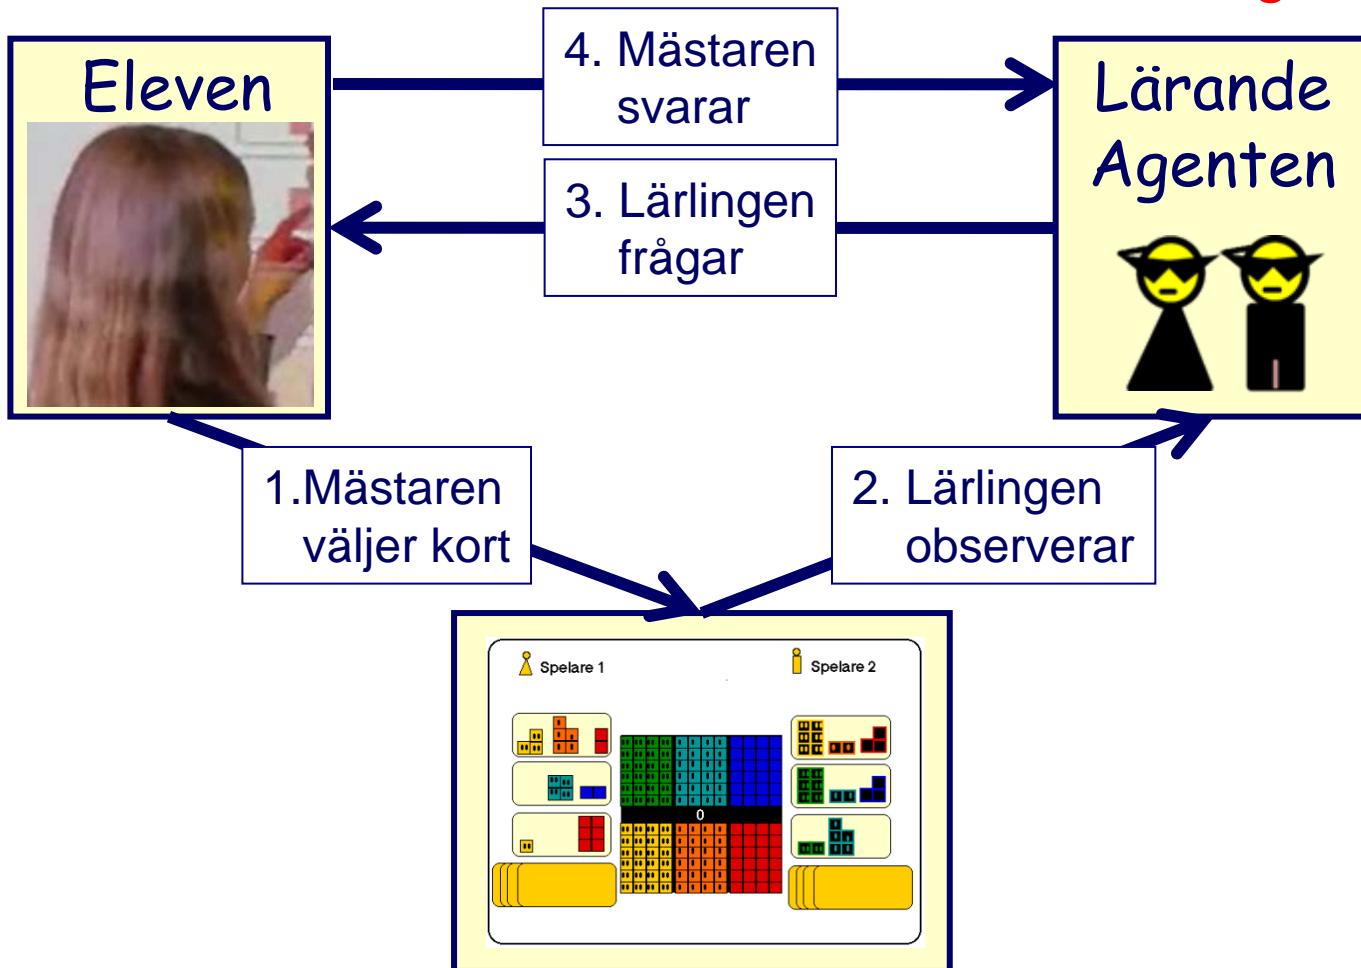 Eleven
4. Mästaren
svarar
Lärande
Agenten
3. Lärlingen
frågar
1.Mästaren
väljer kort
2. Lärlingen
observerar
Spelare 1
Spelare 2
0